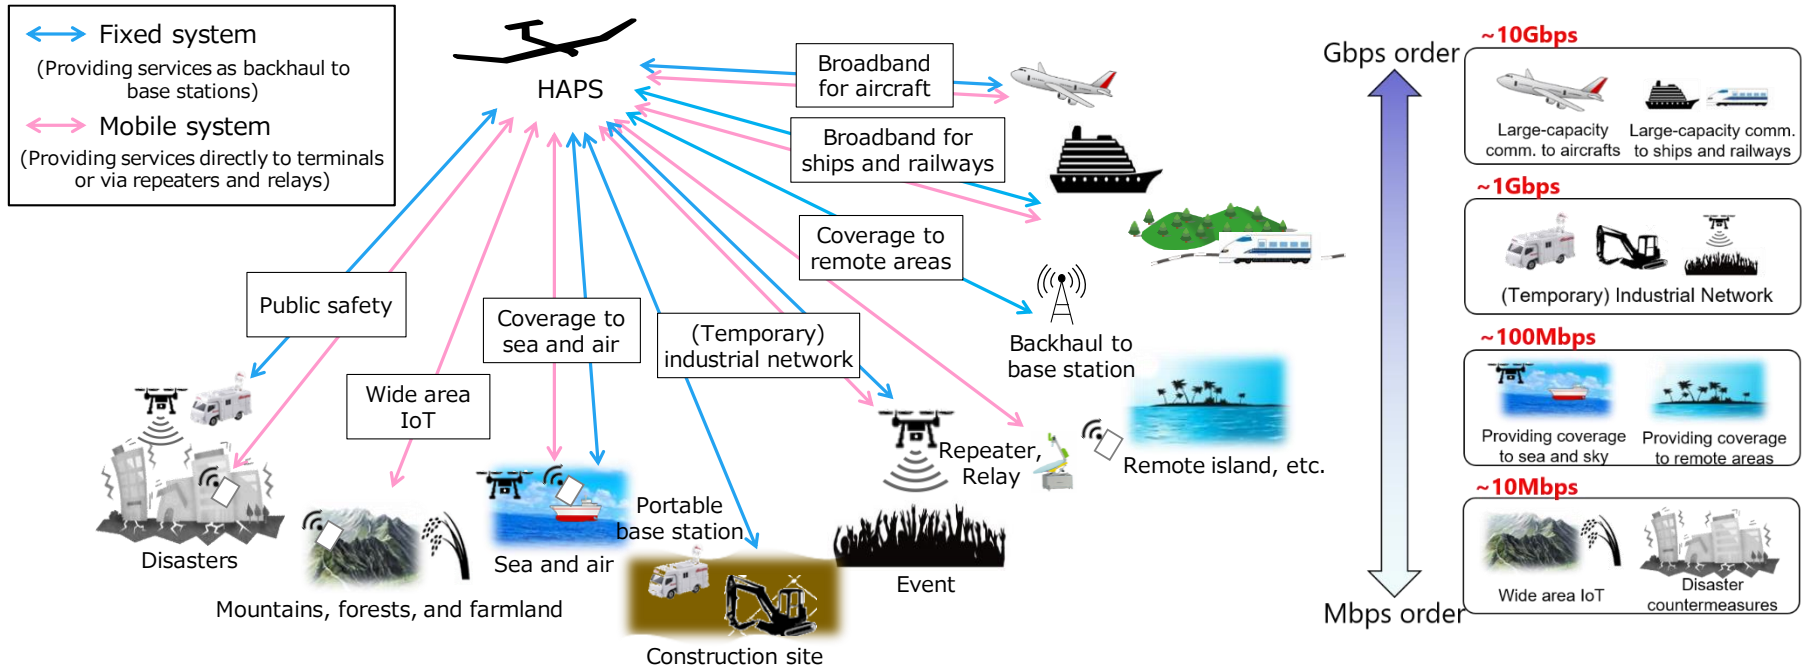 Fixed system
(Providing services as backhaul to
base stations)
Mobile system
(Providing services directly to terminals
or via repeaters and relays)
HAPS
Broadband
for aircraft
Broadband for
ships and railways
Coverage to
remote areas
Public safety
Coverage to
sea and air
(Temporary)
industrial network
Wide area
IoT
Backhaul to
base station
Repeater,
Relay
Remote island, etc.
Portable
base station
Disasters
Sea and air
Event
Mountains, forests, and farmland
Construction site
Gbps order
Mbps order
~10Gbps
Large-capacity
comm. to aircrafts
Large-capacity comm.
to ships and railways
~1Gbps
(Temporary) Industrial Network
~100Mbps
Providing coverage
to sea and sky
Providing coverage
to remote areas
~10Mbps
Wide area IoT
Disaster
countermeasures